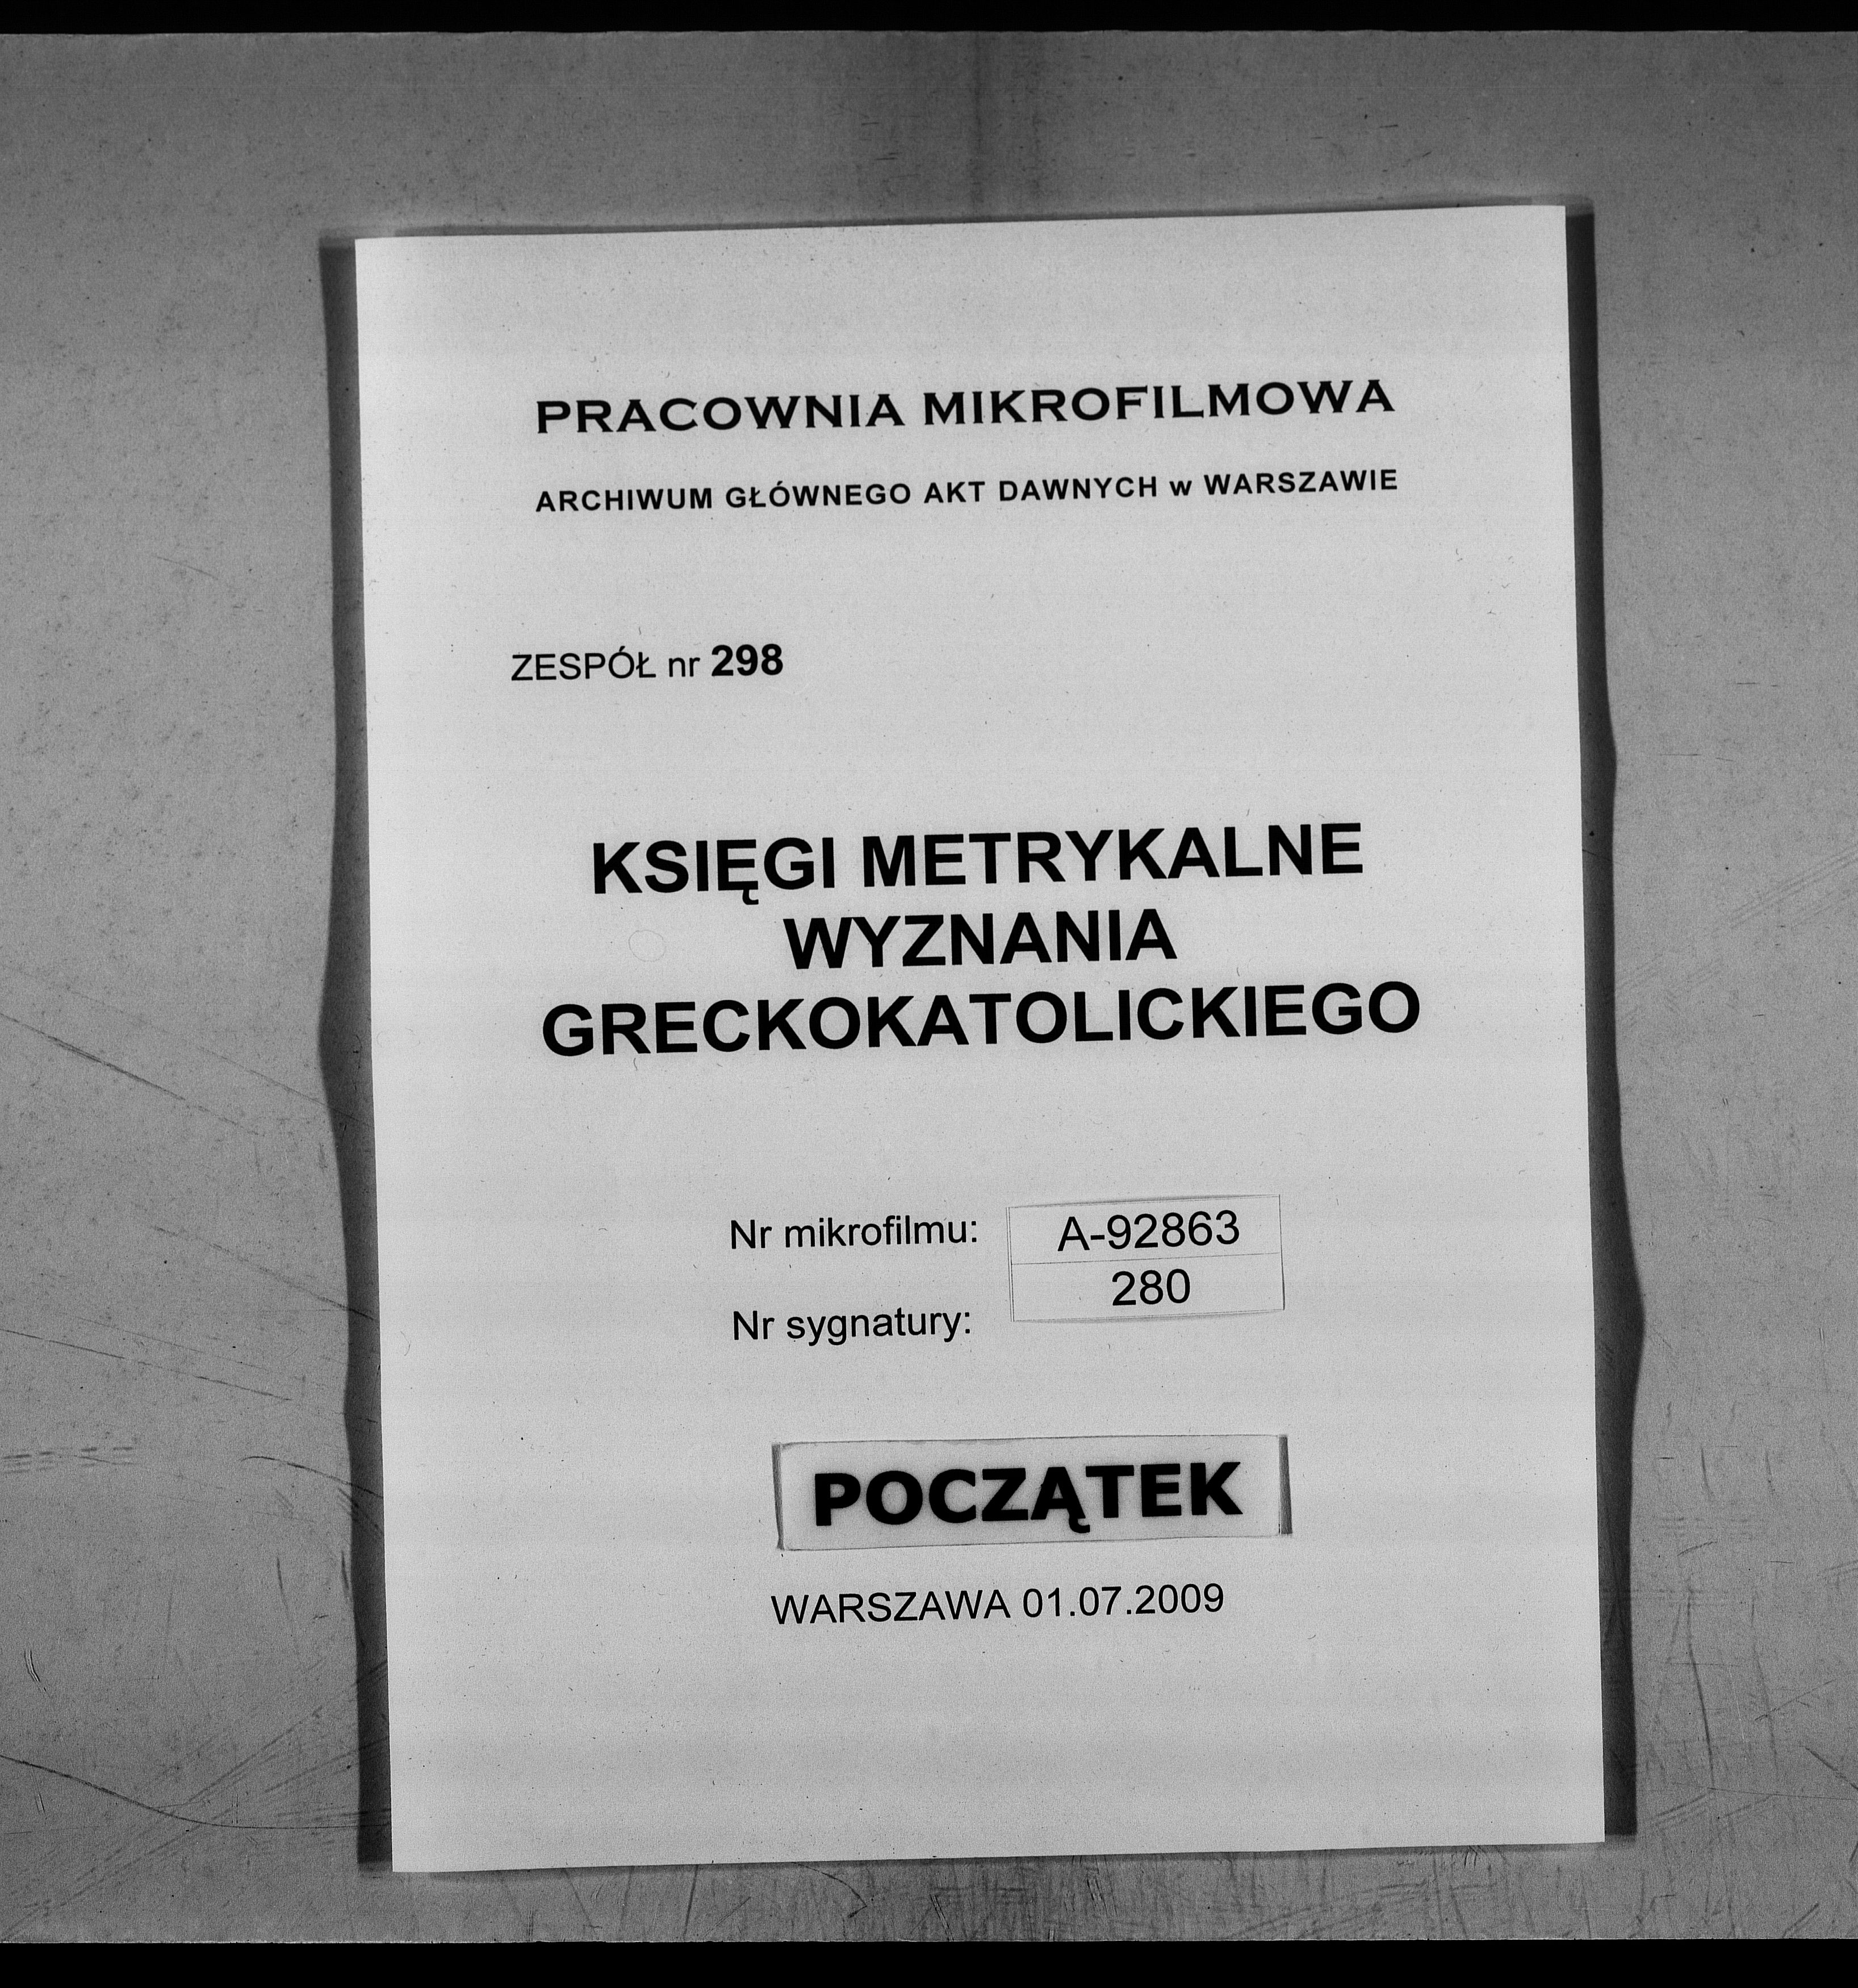 PRACOWNIA MIKROFILMOWA
ARCHIWUM GŁÓWNEGO AKT DAWNYCH w WARSZAWIE
ZESPÓŁ nr 298
KSIĘGI METRYKALNE
WYZNANIA
GRECKOKATOLICKIEGO
Nr mikrofilmu: A-92863
Nr sygnatury: 280
POCZĄTEK
WARSZAWA 01.07.2009